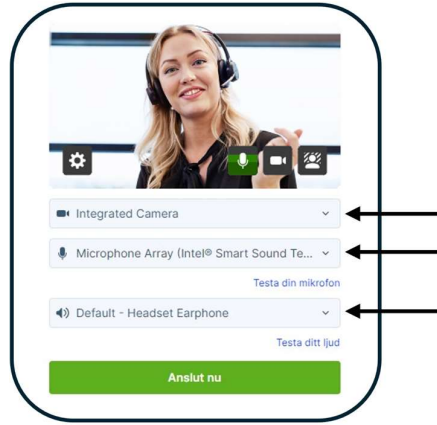 Integrated Camera
Microphone Array (Intel® Smart Sound Te...
Testa din mikrofon
Default - Headset Earphone
Testa ditt ljud
Anslut nu